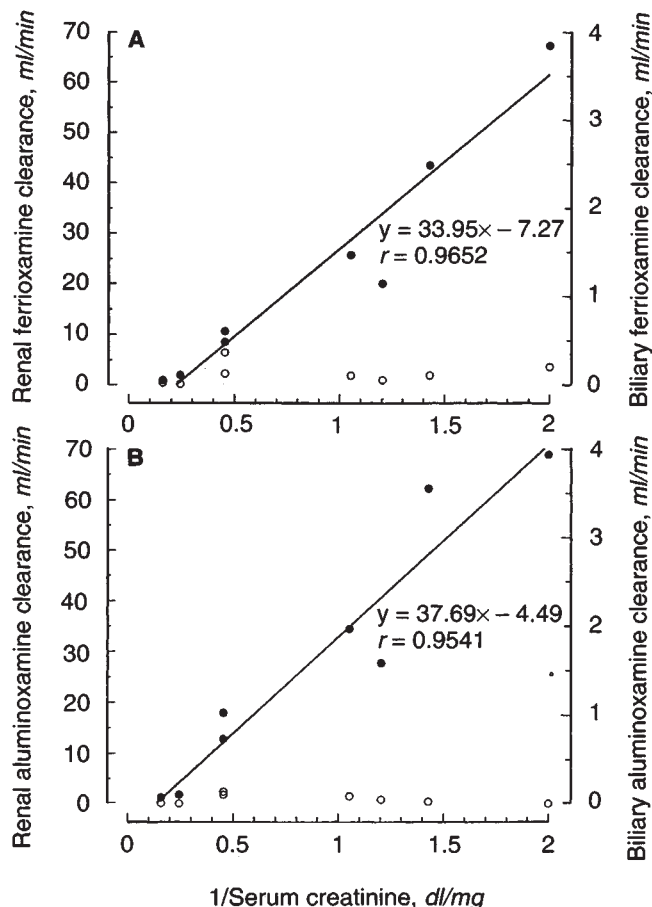 A
70
60
50
40
30
20
10
0
Renal ferrioxamine clearance, ml/min
4
3
2
1
0
Biliary ferrioxamine clearance, ml/min
y = 33.95× − 7.27
r = 0.9652
0 0.5 1 1.5 2
B
70
60
50
40
30
20
10
0
Renal aluminoxamine clearance, ml/min
4
3
2
1
0
Biliary aluminoxamine clearance, ml/min
y = 37.69× − 4.49
r = 0.9541
0 0.5 1 1.5 2
1/Serum creatinine, dl/mg